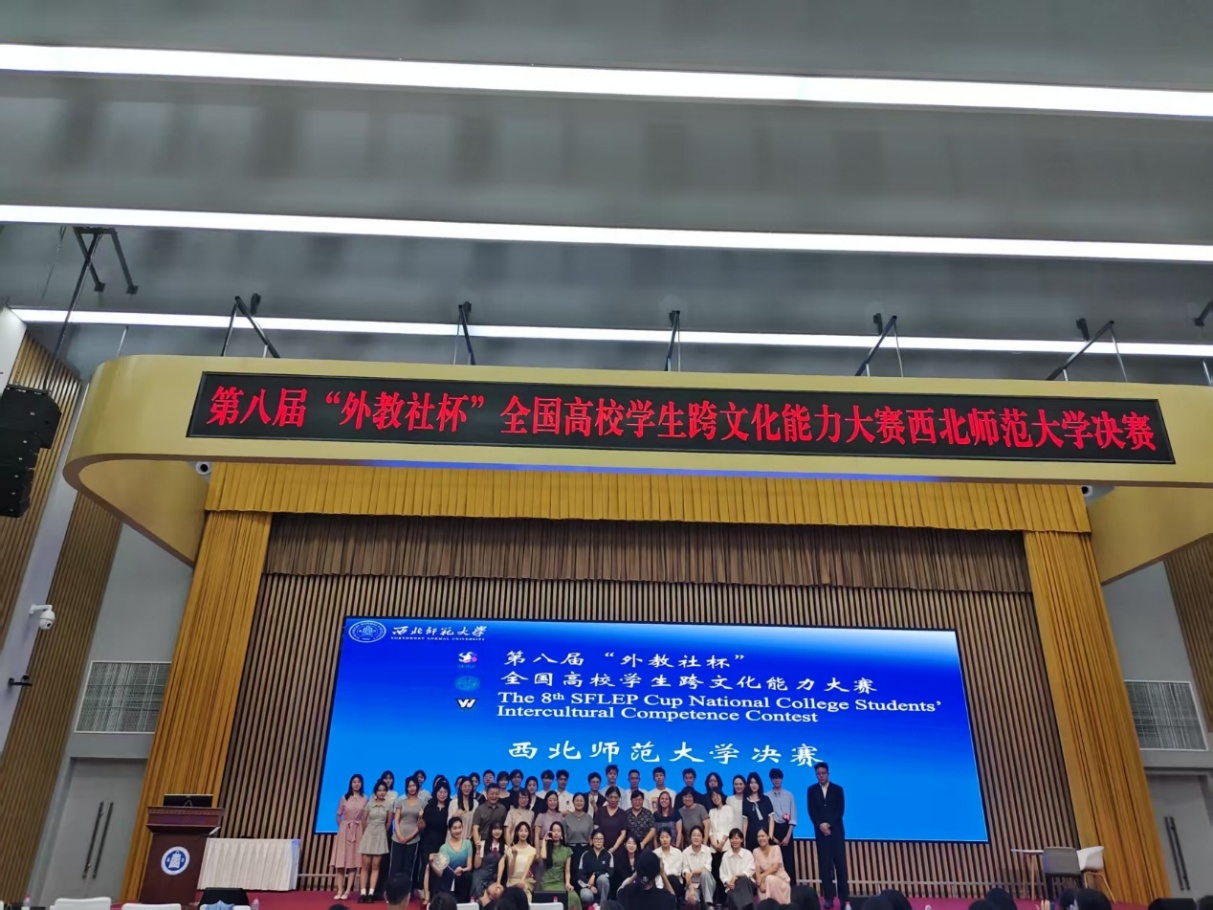 第八届“外教社杯”全国高校学生跨文化能力大赛西北师范大学决赛
西北师范大学
NORTHWEST NORMAL UNIVERSITY
第八届“外教社杯”
全国高校学生跨文化能力大赛
The 8th SFLEP Cup National College Students’
Intercultural Competence Contest
西北师范大学决赛